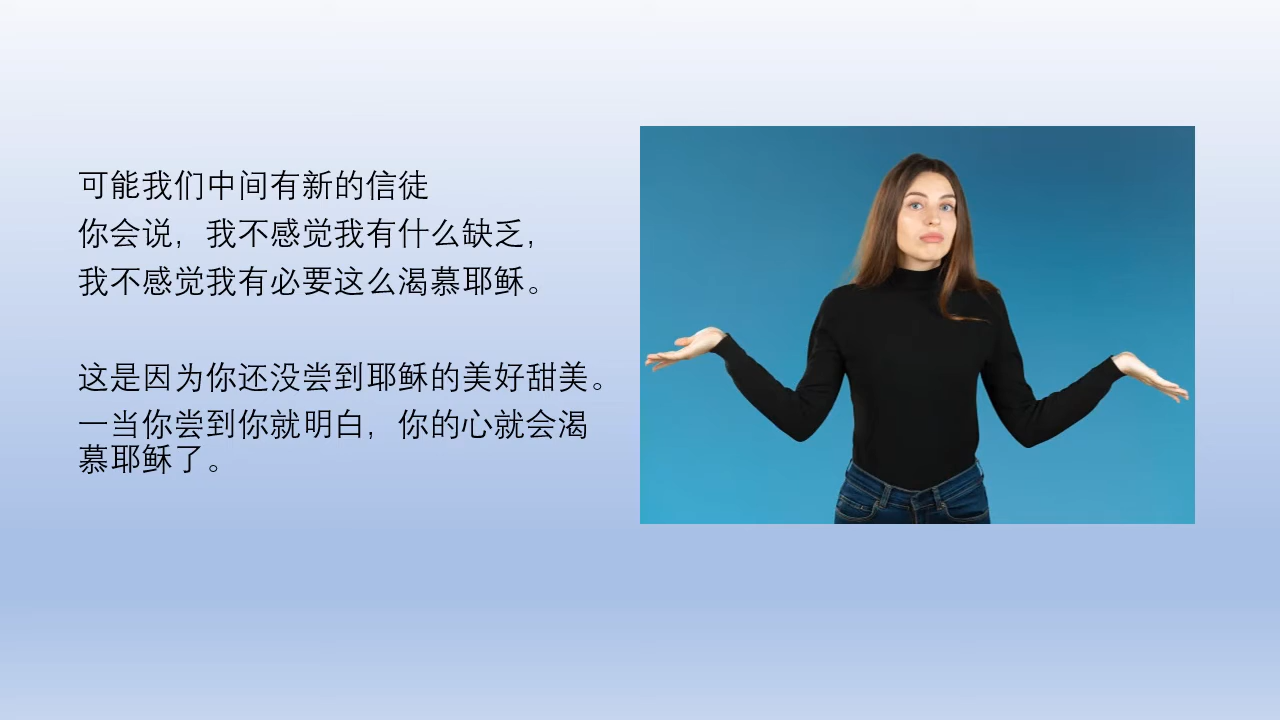 可能我们中间有新的信徒
你会说，我不感觉我有什么缺乏，
我不感觉我有必要这么渴慕耶稣。
这是因为你还没尝到耶稣的美好甜美。
一当你尝到你就明白，你的心就会渴
慕耶稣了。